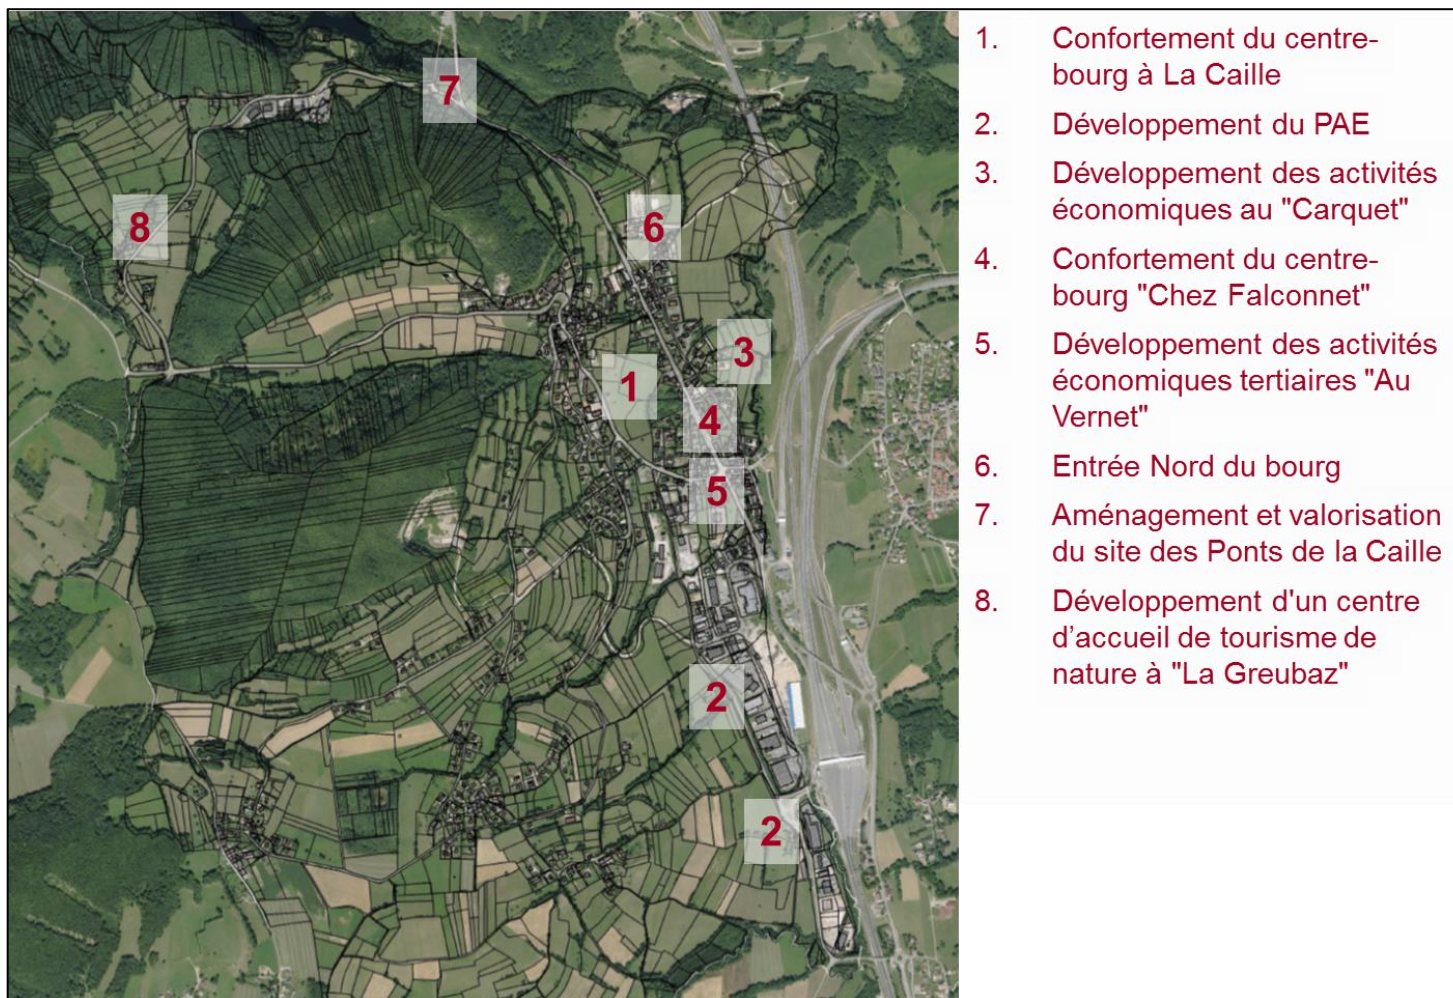 7
8
6
3
1
4
5
2
2
1. Confortement du centre-
bourg à La Caille
2. Développement du PAE
3. Développement des activités
économiques au "Carquet"
4. Confortement du centre-
bourg "Chez Falconnet"
5. Développement des activités
économiques tertiaires "Au
Vernet"
6. Entrée Nord du bourg
7. Aménagement et valorisation
du site des Ponts de la Caille
8. Développement d'un centre
d’accueil de tourisme de
nature à "La Greubaz"